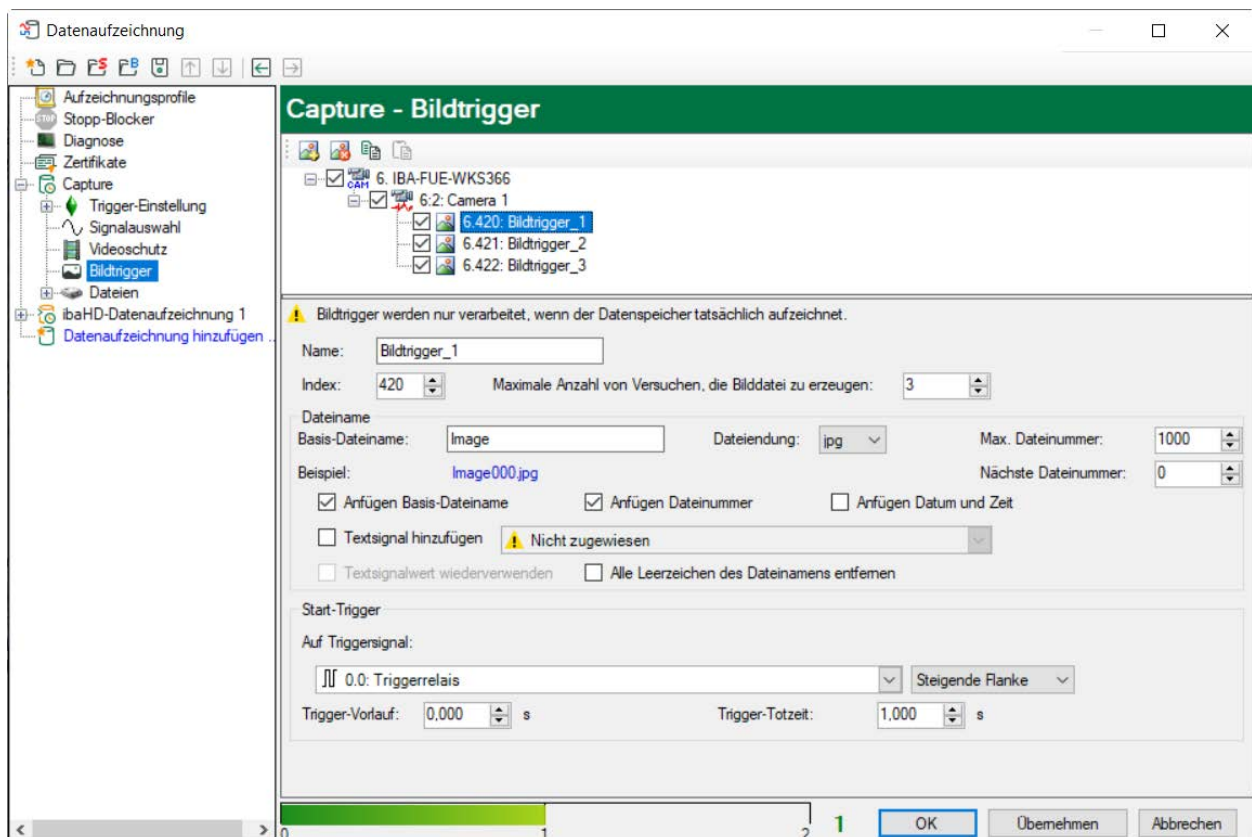 Datenaufzeichnung
Aufzeichnungsprofile
STOP Stopp-Blocker
Diagnose
Zertifikate
Capture
Trigger-Einstellung
Signalauswahl
Videoschutz
Bildtrigger
Dateien
ibaHD-Datenaufzeichnung 1
Datenaufzeichnung hinzufügen ..
Capture - Bildtrigger
CAM 6. IBA-FUE-WKS366
6:2: Camera 1
6.420: Bildtrigger_1
6.421: Bildtrigger_2
6.422: Bildtrigger_3
Bildtrigger werden nur verarbeitet, wenn der Datenspeicher tatsächlich aufzeichnet.
Name: Bildtrigger_1
Index: 420 Maximale Anzahl von Versuchen, die Bilddatei zu erzeugen: 3
Dateiname
Basis-Dateiname: Image Dateiendung: jpg Max. Dateinummer: 1000
Beispiel: Image000.jpg Nächste Dateinummer: 0
Anfügen Basis-Dateiname Anfügen Dateinummer Anfügen Datum und Zeit
Textsignal hinzufügen Nicht zugewiesen
Textsignalwert wiederverwenden Alle Leerzeichen des Dateinamens entfernen
Start-Trigger
Auf Triggersignal:
0.0: Triggerrelais Steigende Flanke
Trigger-Vorlauf: 0,000 s Trigger-Totzeit: 1,000 s
0 1 2 1 OK Übernehmen Abbrechen